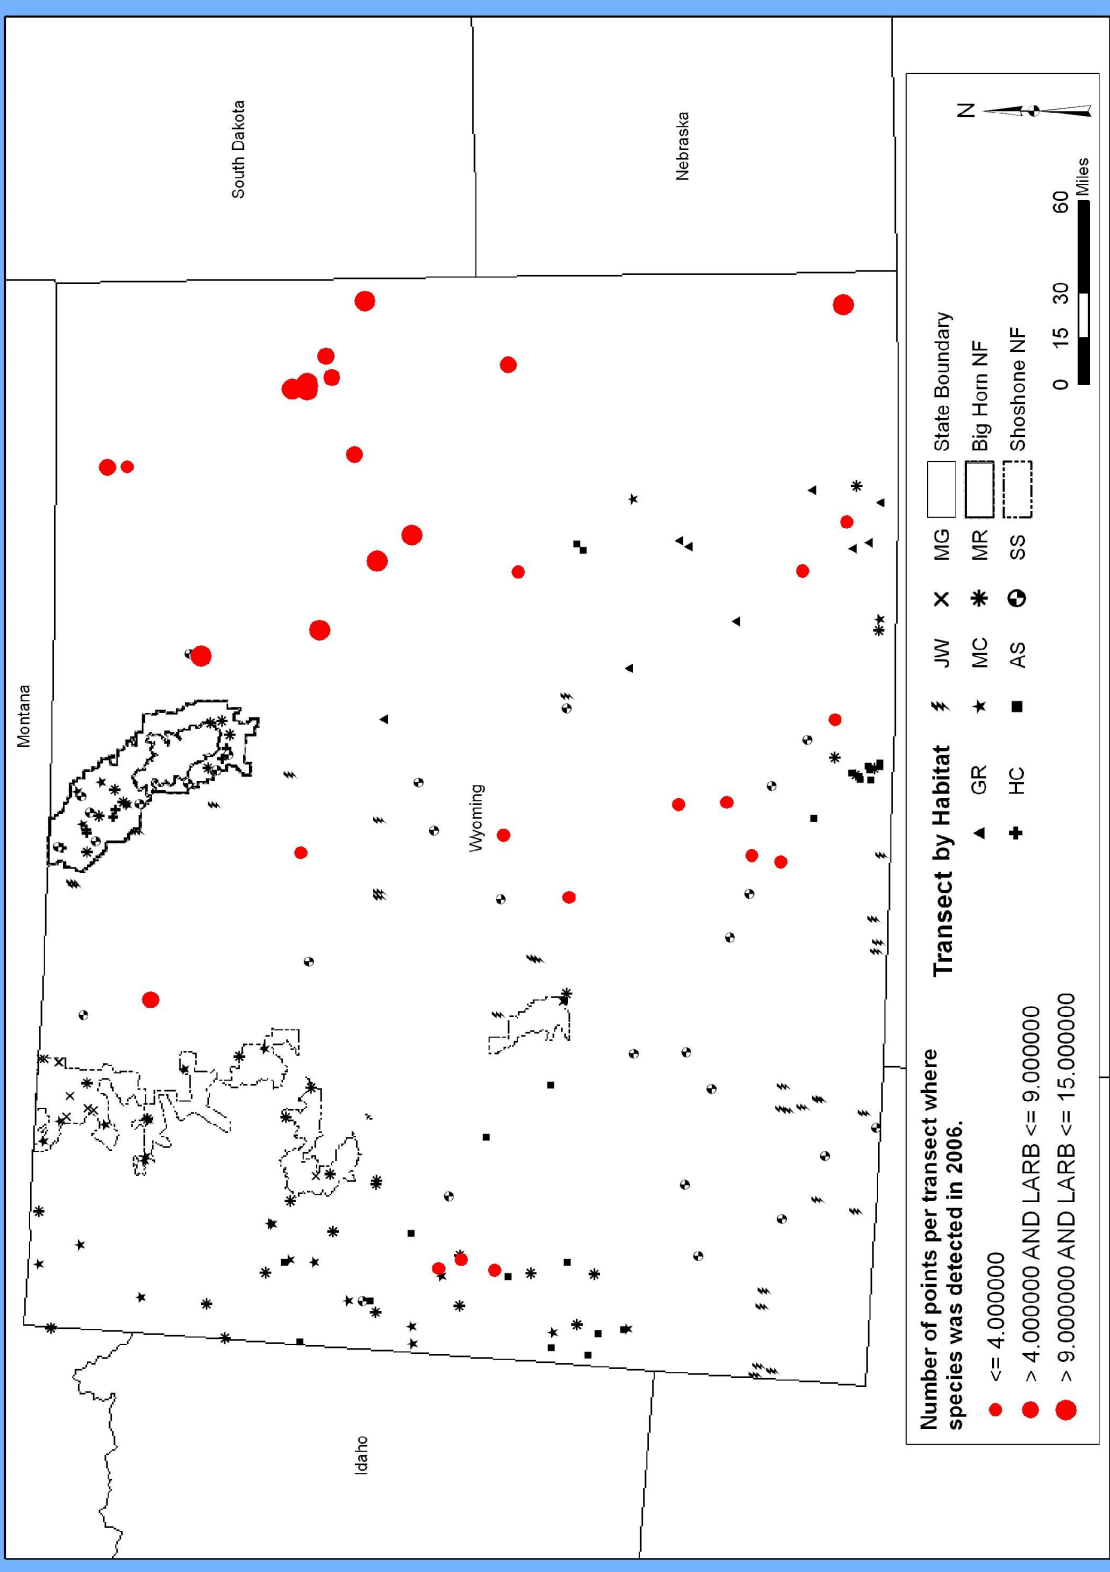 Montana
South Dakota
Wyoming
Idaho
Nebraska
Number of points per transect where
species was detected in 2006.
<= 4.000000
> 4.000000 AND LARB <= 9.000000
> 9.000000 AND LARB <= 15.000000
Transect by Habitat
GR
HC
JW
MC
AS
MG
MR
SS
State Boundary
Big Horn NF
Shoshone NF
N
0 15 30 60
Miles